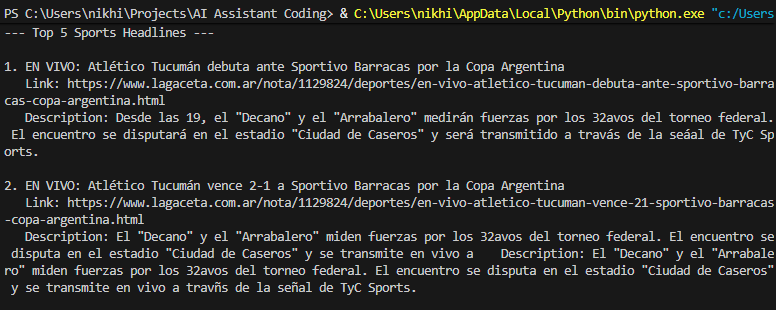 PS C:\Users\nikhi\Projects\AI Assistant Coding> & C:\Users\nikhi\AppData\Local\Python\bin\python.exe "c:/Users
--- Top 5 Sports Headlines ---
1. EN VIVO: Atlético Tucumán debuta ante Sportivo Barracas por la Copa Argentina
Link: https://www.lagaceta.com.ar/nota/1129824/deportes/en-vivo-atletico-tucuman-debuta-ante-sportivo-barra
cas-copa-argentina.html
Description: Desde las 19, el "Decano" y el "Arrabalero" medirán fuerzas por los 32avos del torneo federal.
El encuentro se disputará en el estadio "Ciudad de Caseros" y será transmitido a travás de la seáal de TyC Sp
orts.
2. EN VIVO: Atlético Tucumán vence 2-1 a Sportivo Barracas por la Copa Argentina
Link: https://www.lagaceta.com.ar/nota/1129824/deportes/en-vivo-atletico-tucuman-vence-21-sportivo-barracas
-copa-argentina.html
Description: El "Decano" y el "Arrabalero" miden fuerzas por los 32avos del torneo federal. El encuentro se
disputa en el estadio "Ciudad de Caseros" y se transmite en vivo a    Description: El "Decano" y el "Arrabale
ro" miden fuerzas por los 32avos del torneo federal. El encuentro se disputa en el estadio "Ciudad de Caseros"
y se transmite en vivo a travñs de la señal de TyC Sports.